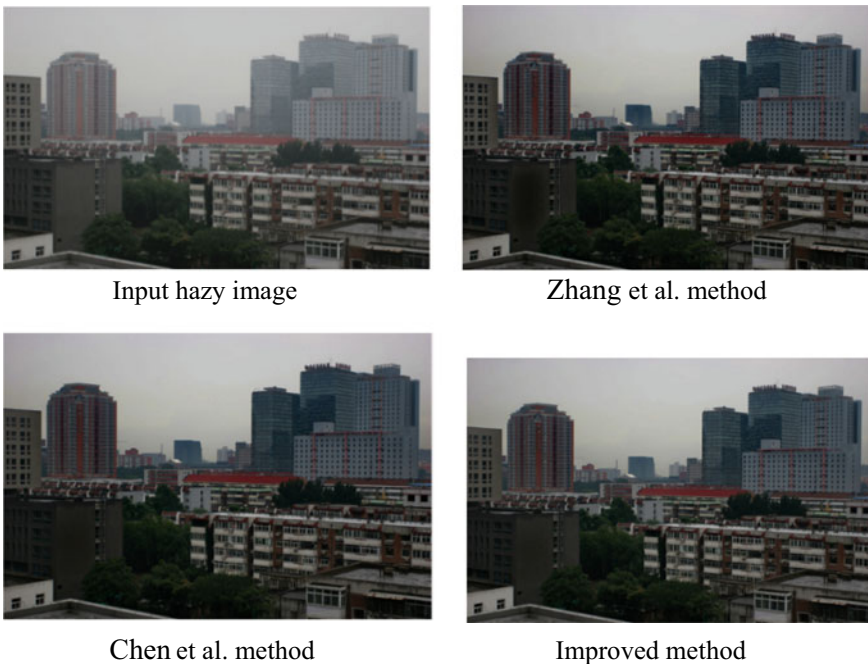 Input hazy image
Zhang et al. method
Chen et al. method
Improved method